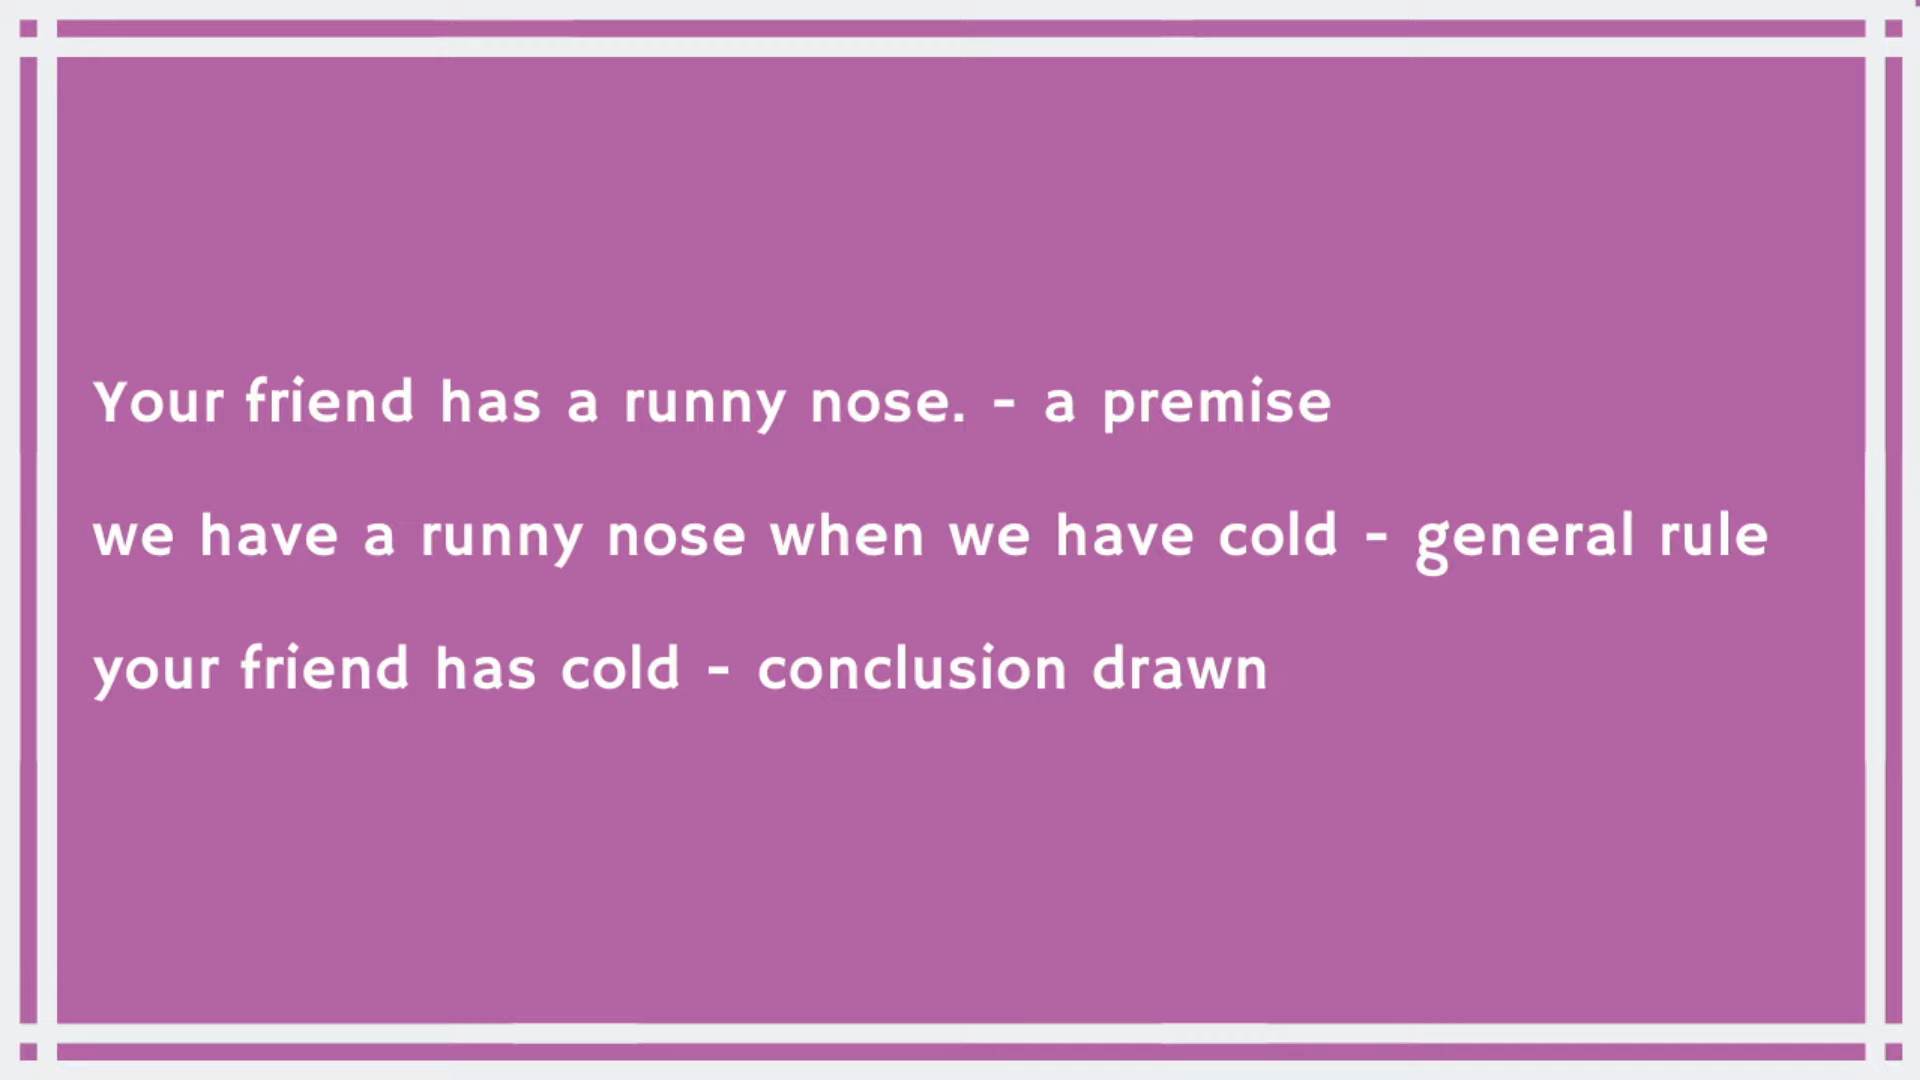 Your friend has a runny nose. - a premise
we have a runny nose when we have cold - general rule
your friend has cold - conclusion drawn